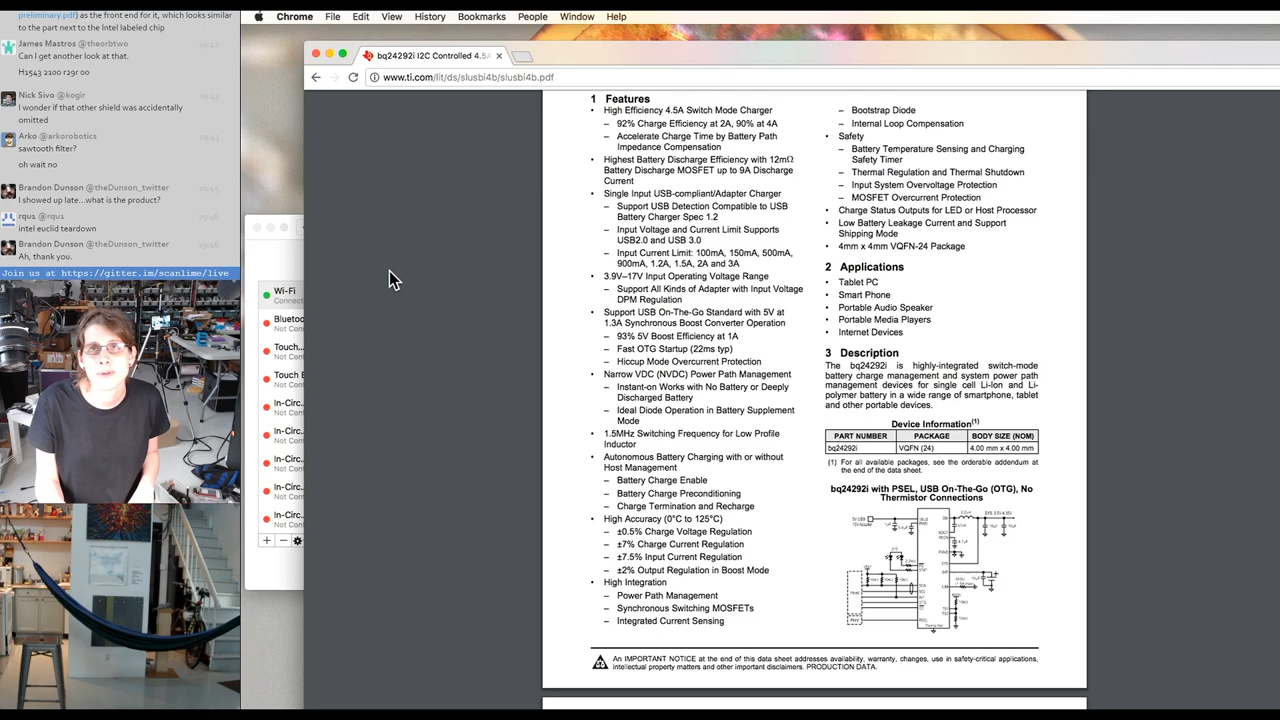 preliminary.pdf) as the front end for it, which looks similar
to the part next to the Intel labeled chip
James Mastros @theorbtwo
Can I get another look at that.
H1543 2100 r29r 00
Nick Sivo @kogir 19:43
I wonder if that other shield was accidentally
omitted
Arko @arkorobotics 19:43
sawtooth filter?
oh wait no
Brandon Dunson @theDunson_twitter
I showed up late...what is the product?
rqu1 @rqu1 19:46
intel euclid teardown
Brandon Dunson @theDunson_twitter
Ah, thank you.
Join us at https://gitter.im/scanlime/live
Chrome File Edit View History Bookmarks People Window Help
bq24292i I2C Controlled 4.5A
www.ti.com/lit/ds/slusbi4b/slusbi4b.pdf
Wi-Fi
Connec
Bluetoo
Not Con
Touch...
Not Con
Touch B
Not Con
In-Circ...
Not Con
In-Circ...
Not Con
In-Circ...
Not Con
In-Circ...
Not Con
In-Circ...
Not Con
1 Features
• High Efficiency 4.5A Switch Mode Charger
– 92% Charge Efficiency at 2A, 90% at 4A
– Accelerate Charge Time by Battery Path
Impedance Compensation
• Highest Battery Discharge Efficiency with 12mΩ
Battery Discharge MOSFET up to 9A Discharge
Current
• Single Input USB-compliant/Adapter Charger
– Support USB Detection Compatible to USB
Battery Charger Spec 1.2
– Input Voltage and Current Limit Supports
USB2.0 and USB 3.0
– Input Current Limit: 100mA, 150mA, 500mA,
900mA, 1.2A, 1.5A, 2A and 3A
• 3.9V–17V Input Operating Voltage Range
– Support All Kinds of Adapter with Input Voltage
DPM Regulation
• Support USB On-The-Go Standard with 5V at
1.3A Synchronous Boost Converter Operation
– 93% 5V Boost Efficiency at 1A
– Fast OTG Startup (22ms typ)
– Hiccup Mode Overcurrent Protection
• Narrow VDC (NVDC) Power Path Management
– Instant-on Works with No Battery or Deeply
Discharged Battery
– Ideal Diode Operation in Battery Supplement
Mode
• 1.5MHz Switching Frequency for Low Profile
Inductor
• Autonomous Battery Charging with or without
Host Management
– Battery Charge Enable
– Battery Charge Preconditioning
– Charge Termination and Recharge
• High Accuracy (0°C to 125°C)
– ±0.5% Charge Voltage Regulation
– ±7% Charge Current Regulation
– ±7.5% Input Current Regulation
– ±2% Output Regulation in Boost Mode
• High Integration
– Power Path Management
– Synchronous Switching MOSFETs
– Integrated Current Sensing
– Bootstrap Diode
– Internal Loop Compensation
• Safety
– Battery Temperature Sensing and Charging
Safety Timer
– Thermal Regulation and Thermal Shutdown
– Input System Overvoltage Protection
– MOSFET Overcurrent Protection
• Charge Status Outputs for LED or Host Processor
• Low Battery Leakage Current and Support
Shipping Mode
• 4mm x 4mm VQFN-24 Package
2 Applications
• Tablet PC
• Smart Phone
• Portable Audio Speaker
• Portable Media Players
• Internet Devices
3 Description
The bq24292i is highly-integrated switch-mode
battery charge management and system power path
management devices for single cell Li-Ion and Li-
polymer battery in a wide range of smartphone, tablet
and other portable devices.
Device Information(1)
PART NUMBER PACKAGE BODY SIZE (NOM)
bq24292i VQFN (24) 4.00 mm x 4.00 mm
(1) For all available packages, see the orderable addendum at
the end of the data sheet.
bq24292i with PSEL, USB On-The-Go (OTG), No
Thermistor Connections
An IMPORTANT NOTICE at the end of this data sheet addresses availability, warranty, changes, use in safety-critical applications,
intellectual property matters and other important disclaimers. PRODUCTION DATA.